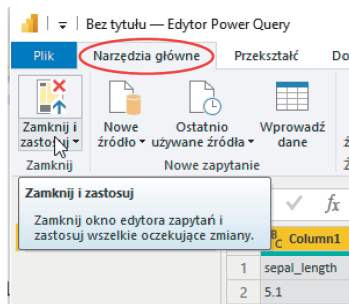 Bez tytułu — Edytor Power Query
Plik Narzędzia główne Przekształć
Zamknij i zastosuj
Nowe źródło
Ostatnio używane źródła
Wprowadź dane
Zamknij Nowe zapytanie
Zamknij i zastosuj
Zamknij okno edytora zapytań i
zastosuj wszelkie oczekujące zmiany.
fx
ABC Column1
1 sepal_length
2 5.1